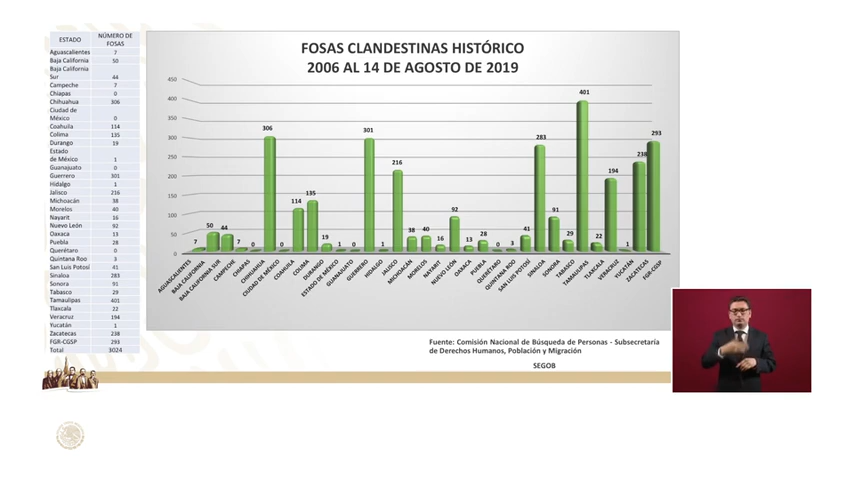 ESTADO NÚMERO DE FOSAS
Aguascalientes 7
Baja California 50
Baja California Sur 44
Campeche 7
Chiapas 0
Chihuahua 306
Ciudad de México 0
Coahuila 114
Colima 135
Durango 19
Estado de México 1
Guanajuato 0
Guerrero 301
Hidalgo 1
Jalisco 216
Michoacán 38
Morelos 40
Nayarit 16
Nuevo León 92
Oaxaca 13
Puebla 28
Querétaro 0
Quintana Roo 3
San Luis Potosí 41
Sinaloa 283
Sonora 91
Tabasco 29
Tamaulipas 401
Tlaxcala 22
Veracruz 194
Yucatán 1
Zacatecas 238
FGR-CGSP 293
Total 3024
FOSAS CLANDESTINAS HISTÓRICO
2006 AL 14 DE AGOSTO DE 2019
450
400
350
300
250
200
150
100
50
0
7 50 44 7 0 306 0 114 135 19 1 0 301 1 216 38 40 16 92 13 28 0 3 41 283 91 29 401 22 194 1 238 293
AGUASCALIENTES
BAJA CALIFORNIA
BAJA CALIFORNIA SUR
CAMPECHE
CHIAPAS
CHIHUAHUA
CIUDAD DE MÉXICO
COAHUILA
COLIMA
DURANGO
ESTADO DE MÉXICO
GUANAJUATO
GUERRERO
HIDALGO
JALISCO
MICHOACÁN
MORELOS
NAYARIT
NUEVO LEÓN
OAXACA
PUEBLA
QUERÉTARO
QUINTANA ROO
SAN LUIS POTOSÍ
SINALOA
SONORA
TABASCO
TAMAULIPAS
TLAXCALA
VERACRUZ
YUCATÁN
ZACATECAS
FGR-CGSP
Fuente: Comisión Nacional de Búsqueda de Personas - Subsecretaría
de Derechos Humanos, Población y Migración
SEGOB